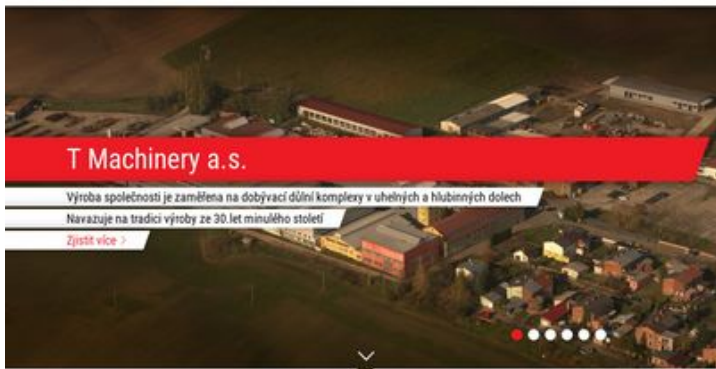 T Machinery a.s.
Výroba společnosti je zaměřena na dobývací důlní komplexy v uhelných a hlubinných dolech
Navazuje na tradici výroby ze 30.let minulého století
Zjistit více >